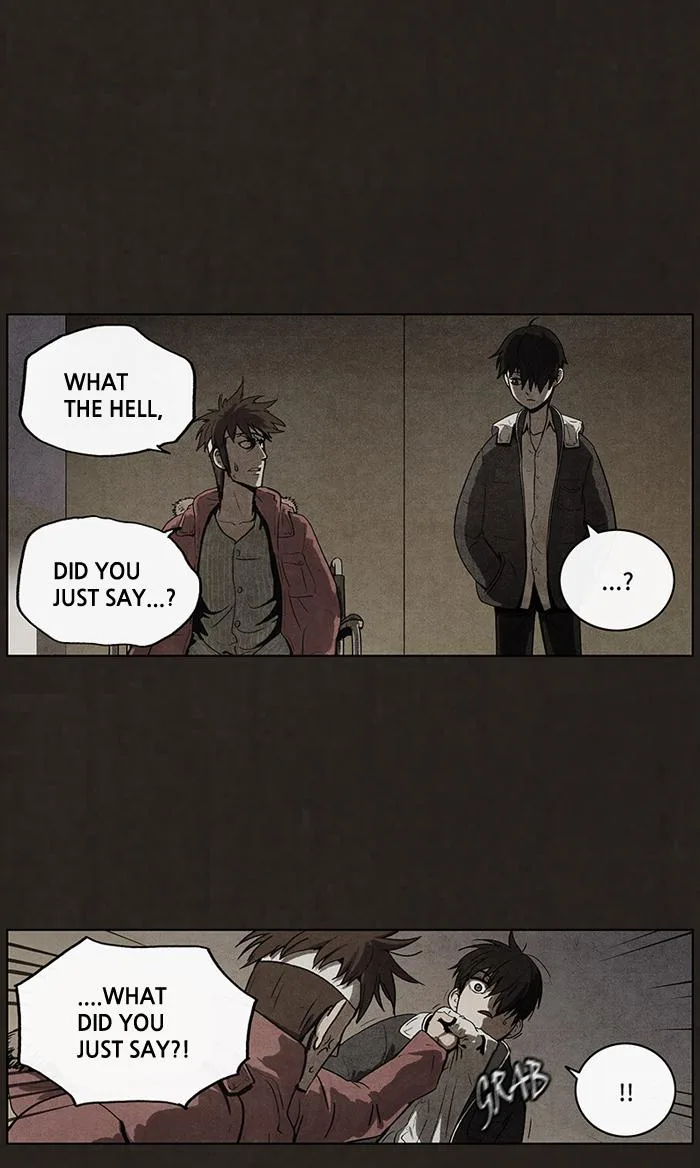 WHAT
THE HELL,
DID YOU
JUST SAY...?
...?
....WHAT
DID YOU
JUST SAY?!
GRAB
!!